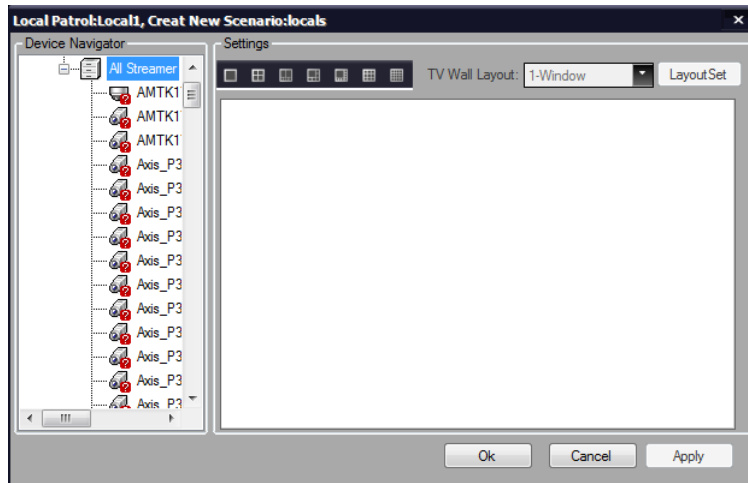 Local Patrol:Local1, Creat New Scenario:locals
Device Navigator
All Streamer
AMTK1
AMTK1
AMTK1
Axis_P3
Axis_P3
Axis_P3
Axis_P3
Axis_P3
Axis_P3
Axis_P3
Axis_P3
Axis_P3
Axis_P3
Axis_P3
Settings
TV Wall Layout: 1-Window LayoutSet
Ok Cancel Apply